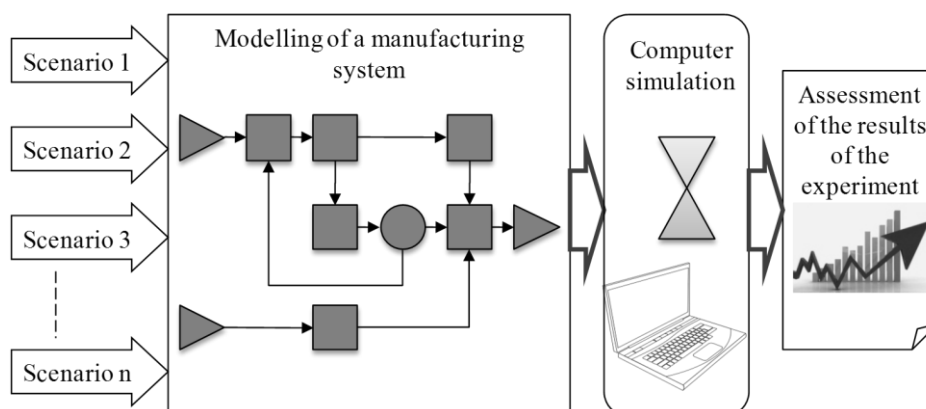 Scenario 1
Scenario 2
Scenario 3
Scenario n
Modelling of a manufacturing
system
Computer
simulation
Assessment
of the results
of the
experiment